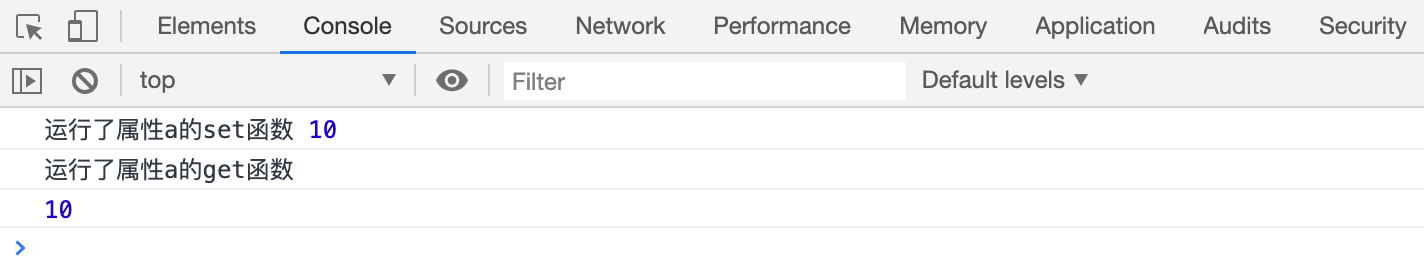 Elements Console Sources Network Performance Memory Application Audits Security
top Filter Default levels
运行了属性a的set函数 10
运行了属性a的get函数
10